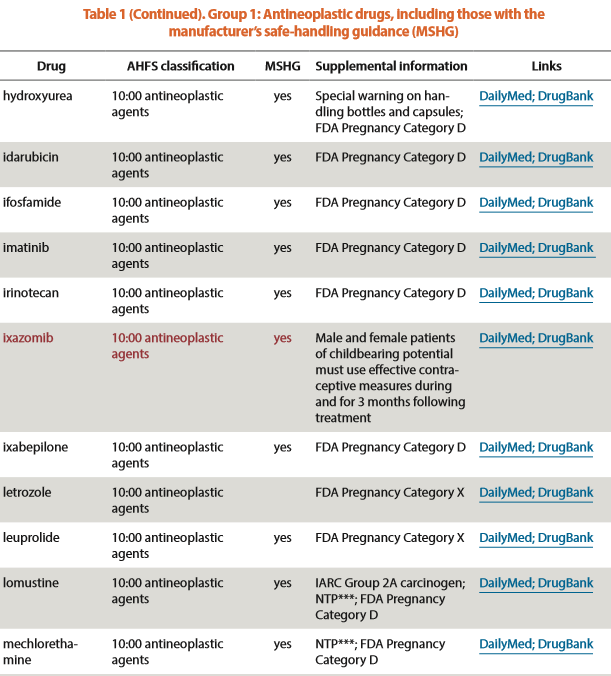 Table 1 (Continued). Group 1: Antineoplastic drugs, including those with the
manufacturer's safe-handling guidance (MSHG)
Drug AHFS classification MSHG Supplemental information Links
hydroxyurea 10:00 antineoplastic yes Special warning on han- DailyMed; DrugBank
agents dling bottles and capsules;
FDA Pregnancy Category D
idarubicin 10:00 antineoplastic yes FDA Pregnancy Category D DailyMed; DrugBank
agents
ifosfamide 10:00 antineoplastic yes FDA Pregnancy Category D DailyMed; DrugBank
agents
imatinib 10:00 antineoplastic yes FDA Pregnancy Category D DailyMed; DrugBank
agents
irinotecan 10:00 antineoplastic yes FDA Pregnancy Category D DailyMed; DrugBank
agents
ixazomib 10:00 antineoplastic yes Male and female patients DailyMed; DrugBank
agents of childbearing potential
must use effective contra-
ceptive measures during
and for 3 months following
treatment
ixabepilone 10:00 antineoplastic yes FDA Pregnancy Category D DailyMed; DrugBank
agents
letrozole 10:00 antineoplastic FDA Pregnancy Category X DailyMed; DrugBank
agents
leuprolide 10:00 antineoplastic yes FDA Pregnancy Category X DailyMed; DrugBank
agents
lomustine 10:00 antineoplastic yes IARC Group 2A carcinogen; DailyMed; DrugBank
agents NTP***; FDA Pregnancy
Category D
mechloretha- 10:00 antineoplastic yes NTP***; FDA Pregnancy DailyMed; DrugBank
mine agents Category D